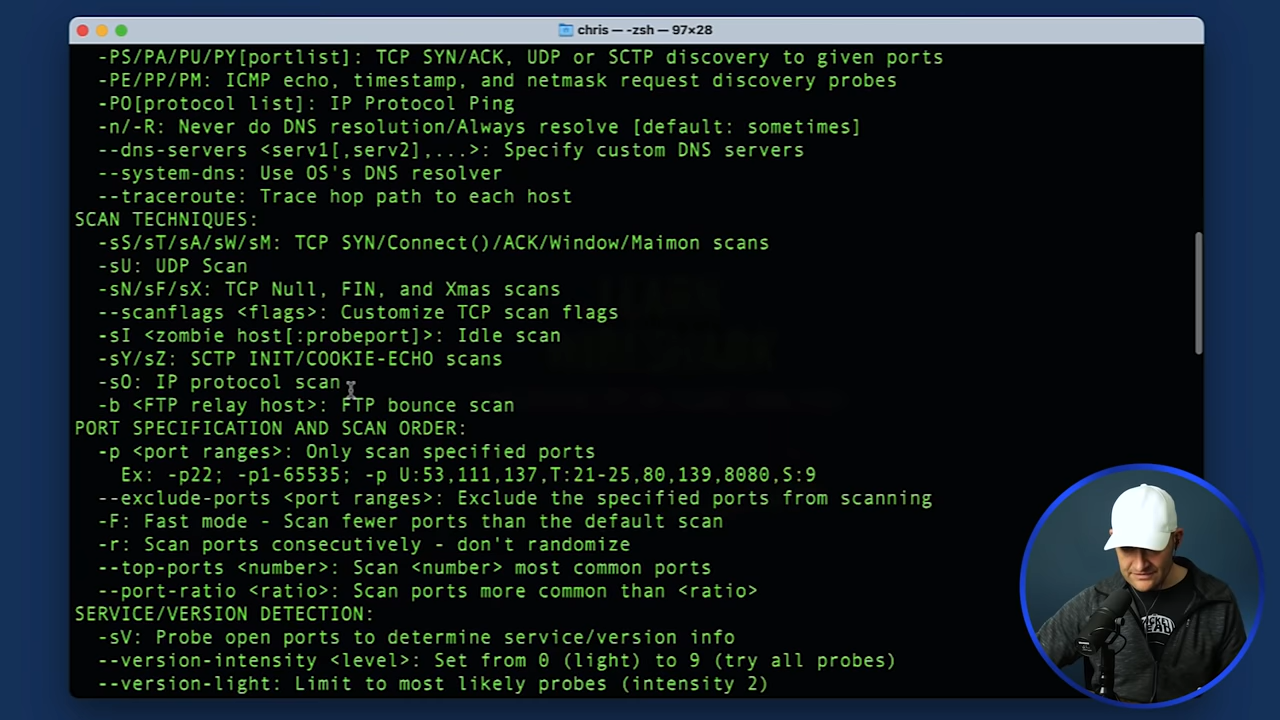 chris — -zsh — 97×28
-PS/PA/PU/PY[portlist]: TCP SYN/ACK, UDP or SCTP discovery to given ports
-PE/PP/PM: ICMP echo, timestamp, and netmask request discovery probes
-PO[protocol list]: IP Protocol Ping
-n/-R: Never do DNS resolution/Always resolve [default: sometimes]
--dns-servers <serv1[,serv2],...>: Specify custom DNS servers
--system-dns: Use OS's DNS resolver
--traceroute: Trace hop path to each host
SCAN TECHNIQUES:
-sS/sT/sA/sW/sM: TCP SYN/Connect()/ACK/Window/Maimon scans
-sU: UDP Scan
-sN/sF/sX: TCP Null, FIN, and Xmas scans
--scanflags <flags>: Customize TCP scan flags
-sI <zombie host[:probeport]>: Idle scan
-sY/sZ: SCTP INIT/COOKIE-ECHO scans
-sO: IP protocol scan
-b <FTP relay host>: FTP bounce scan
PORT SPECIFICATION AND SCAN ORDER:
-p <port ranges>: Only scan specified ports
Ex: -p22; -p1-65535; -p U:53,111,137,T:21-25,80,139,8080,S:9
--exclude-ports <port ranges>: Exclude the specified ports from scanning
-F: Fast mode - Scan fewer ports than the default scan
-r: Scan ports consecutively - don't randomize
--top-ports <number>: Scan <number> most common ports
--port-ratio <ratio>: Scan ports more common than <ratio>
SERVICE/VERSION DETECTION:
-sV: Probe open ports to determine service/version info
--version-intensity <level>: Set from 0 (light) to 9 (try all probes)
--version-light: Limit to most likely probes (intensity 2)